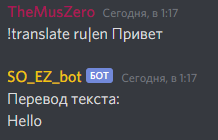 TheMusZero Сегодня, в 1:17
!translate ru|en Привет
SO_EZ_bot БОТ Сегодня, в 1:17
Перевод текста:
Hello